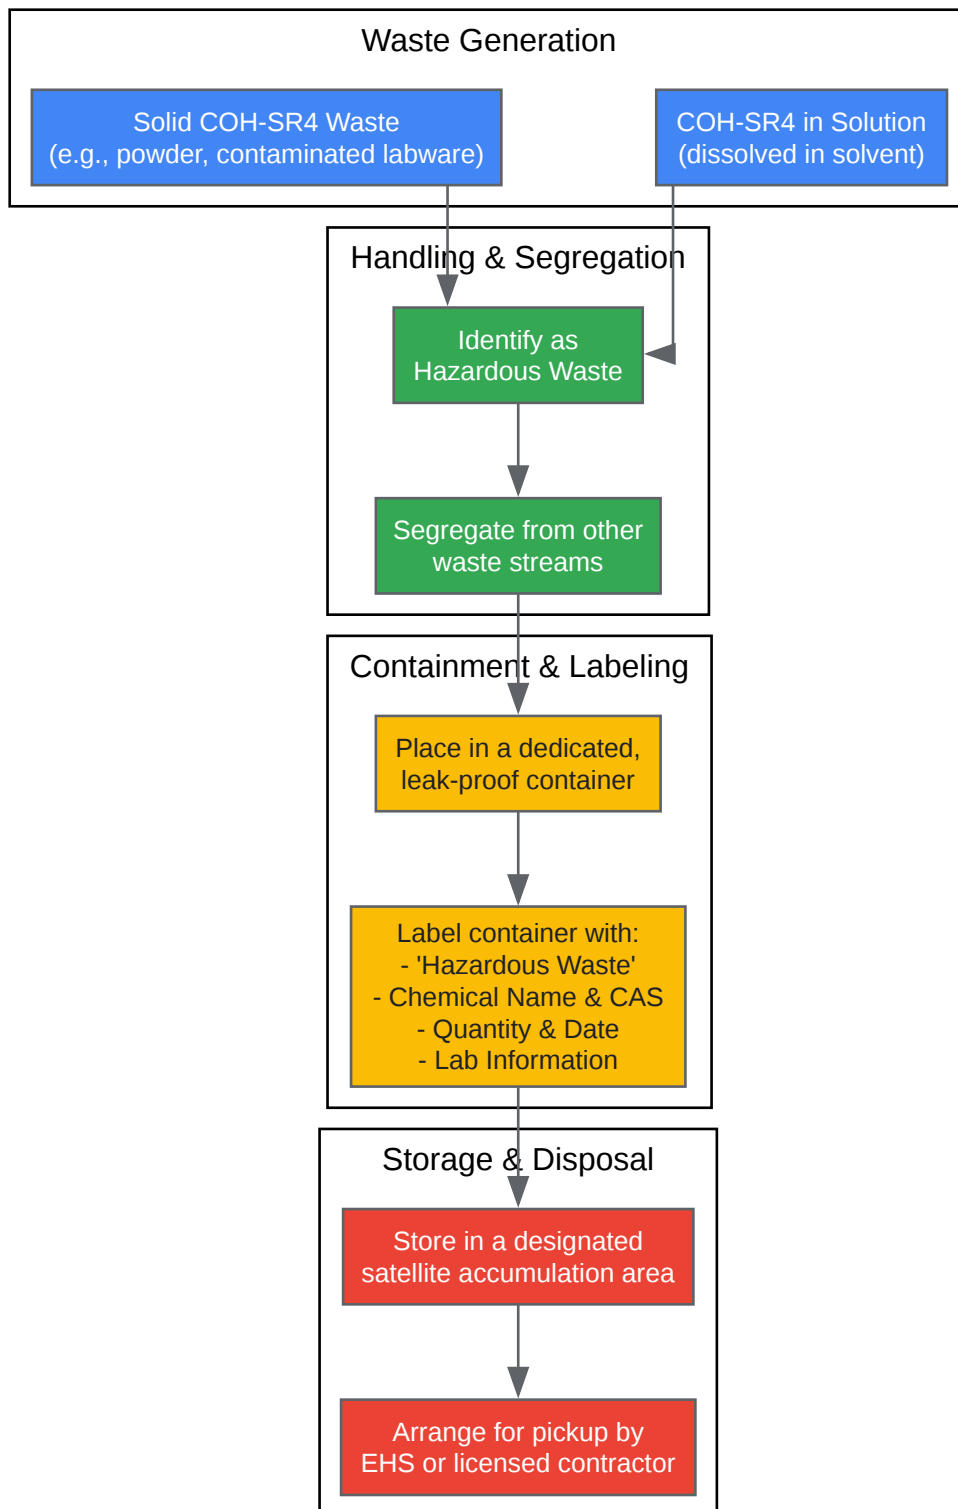 Waste Generation
Solid COH-SR4 Waste
(e.g., powder, contaminated labware)
COH-SR4 in Solution
(dissolved in solvent)
Handling & Segregation
Identify as
Hazardous Waste
Segregate from other
waste streams
Containment & Labeling
Place in a dedicated,
leak-proof container
Label container with:
- 'Hazardous Waste'
- Chemical Name & CAS
- Quantity & Date
- Lab Information
Storage & Disposal
Store in a designated
satellite accumulation area
Arrange for pickup by
EHS or licensed contractor